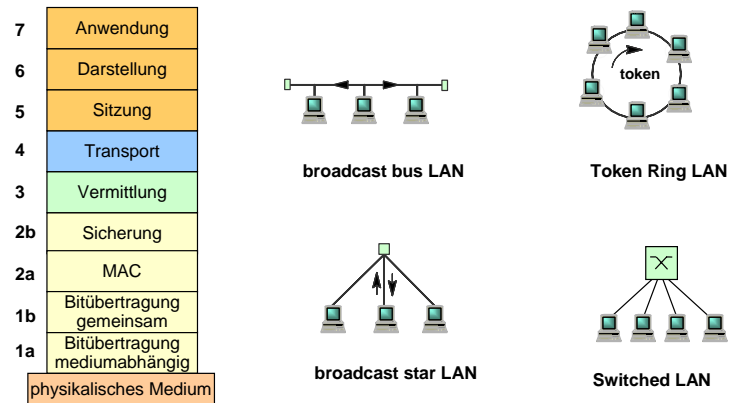 7 Anwendung
6 Darstellung
5 Sitzung
4 Transport
3 Vermittlung
2b Sicherung
2a MAC
1b Bitübertragung
gemeinsam
1a Bitübertragung
mediumabhängig
physikalisches Medium
broadcast bus LAN
token
Token Ring LAN
broadcast star LAN
Switched LAN